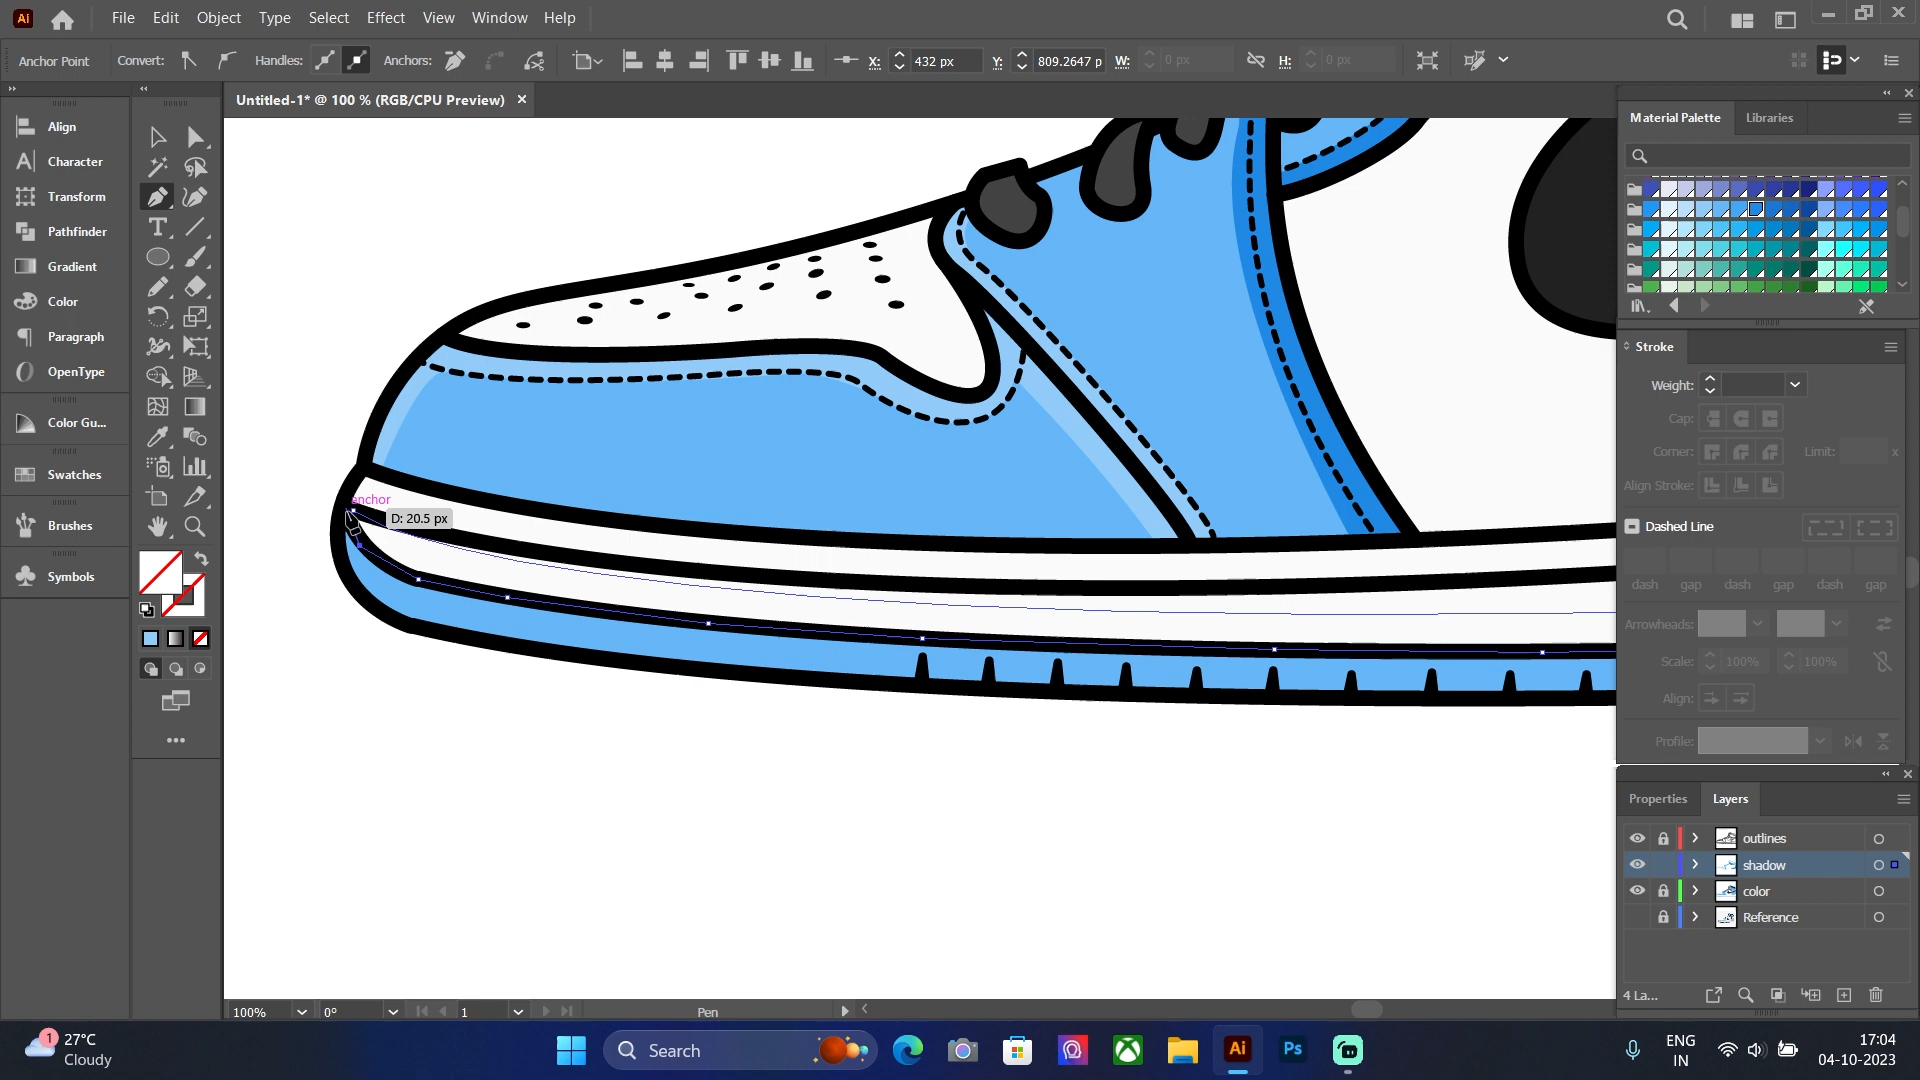 Ai File Edit Object Type Select Effect View Window Help
Anchor Point Convert: Handles: Anchors: X: 432 px Y: 809.2647 p W: 0 px H: 0 px
Untitled-1* @ 100 % (RGB/CPU Preview)
Align
Character
Transform
Pathfinder
Gradient
Color
Paragraph
OpenType
Color Gu...
Swatches
Brushes
Symbols
anchor
D: 20.5 px
Material Palette Libraries
Stroke
Weight:
Cap:
Corner: Limit: x
Align Stroke:
Dashed Line
dash gap dash gap dash gap
Arrowheads:
Scale: 100% 100%
Align:
Profile:
Properties Layers
outlines
shadow
color
Reference
4 La...
100% 0° 1 Pen
1 27°C
Cloudy
Search
Ai Ps
ENG
IN
17:04
04-10-2023